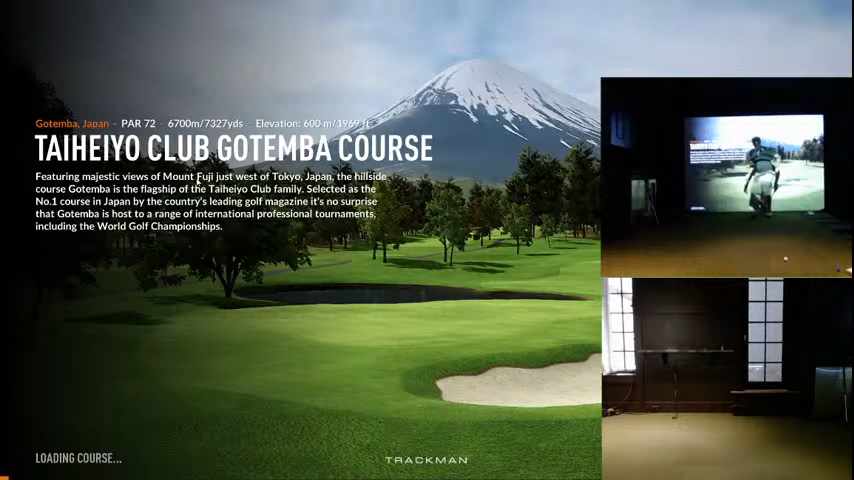 Gotemba, Japan - PAR 72 - 6700m/7327yds - Elevation: 600 m/1969 ft
TAIHEIYO CLUB GOTEMBA COURSE
Featuring majestic views of Mount Fuji just west of Tokyo, Japan, the hillside
course Gotemba is the flagship of the Taiheiyo Club family. Selected as the
No.1 course in Japan by the country's leading golf magazine it's no surprise
that Gotemba is host to a range of international professional tournaments,
including the World Golf Championships.
LOADING COURSE...
TRACKMAN